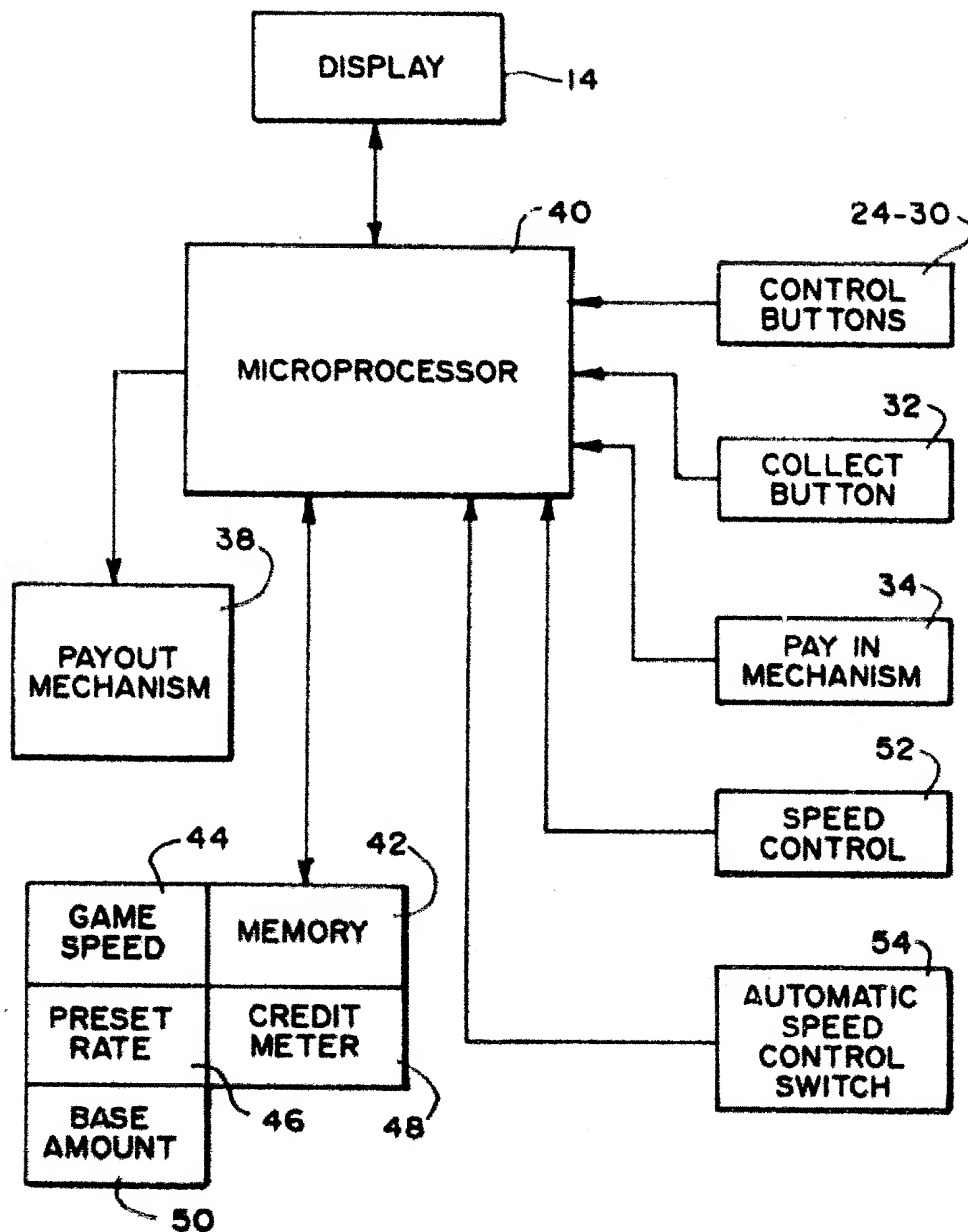 DISPLAY
14
40
24-30
CONTROL
BUTTONS
MICROPROCESSOR
32
COLLECT
BUTTON
38
34
PAYOUT
MECHANISM
PAY IN
MECHANISM
52
SPEED
CONTROL
44
42
GAME
SPEED
MEMORY
54
PRESET
RATE
CREDIT
METER
AUTOMATIC
SPEED
CONTROL
SWITCH
46
48
BASE
AMOUNT
50